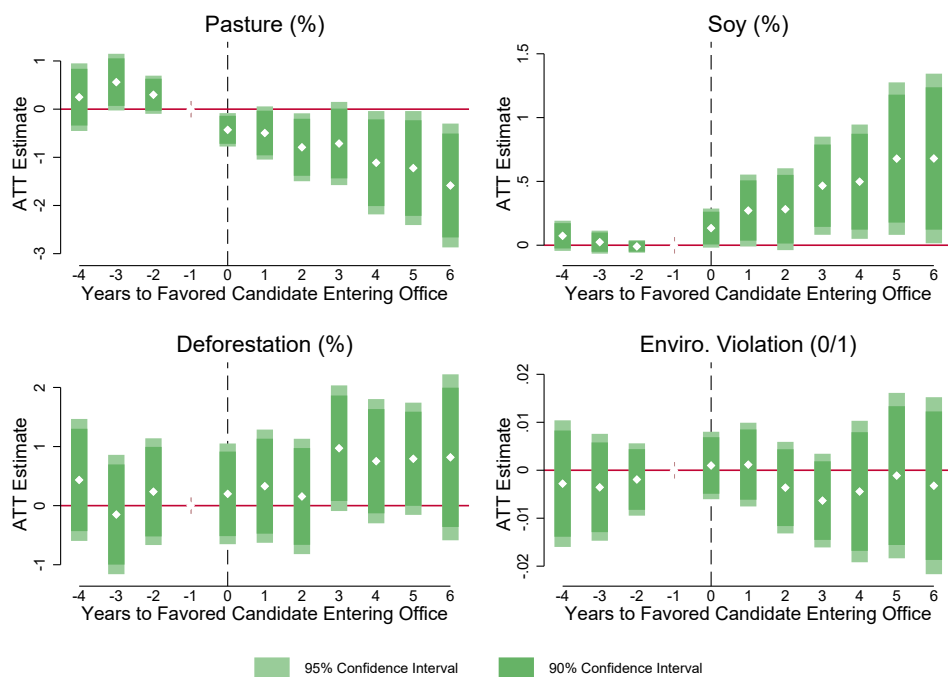 Pasture (%)
1
0
-1
-2
-3
ATT Estimate
-4 -3 -2 -1 0 1 2 3 4 5 6
Years to Favored Candidate Entering Office
Soy (%)
1.5
1
.5
0
ATT Estimate
-4 -3 -2 -1 0 1 2 3 4 5 6
Years to Favored Candidate Entering Office
Deforestation (%)
2
1
0
-1
ATT Estimate
-4 -3 -2 -1 0 1 2 3 4 5 6
Years to Favored Candidate Entering Office
Enviro. Violation (0/1)
.02
.01
0
-.01
-.02
ATT Estimate
-4 -3 -2 -1 0 1 2 3 4 5 6
Years to Favored Candidate Entering Office
95% Confidence Interval
90% Confidence Interval